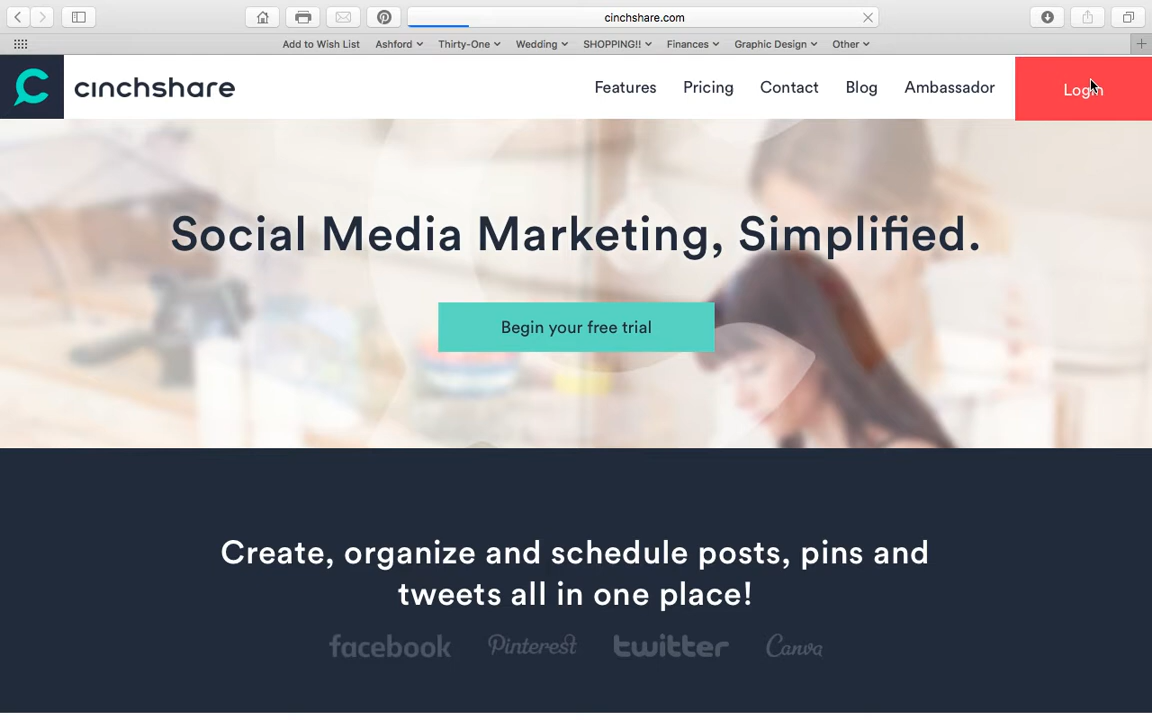 cinchshare.com
Add to Wish List Ashford Thirty-One Wedding SHOPPING!! Finances Graphic Design Other
cinchshare Features Pricing Contact Blog Ambassador Login
Social Media Marketing, Simplified.
Begin your free trial
Create, organize and schedule posts, pins and
tweets all in one place!
facebook Pinterest twitter Canva